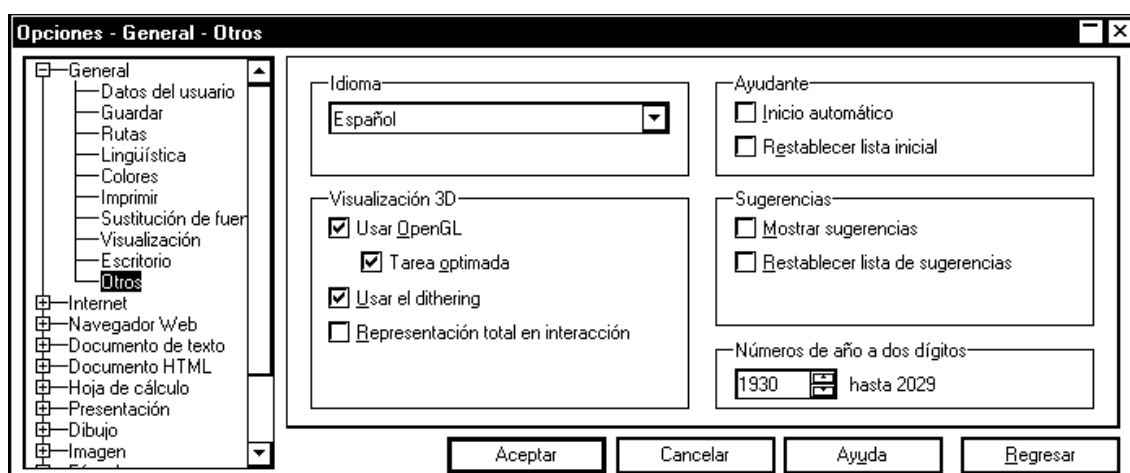 Opciones - General - Otros
General
Datos del usuario
Guardar
Rutas
Lingüística
Colores
Imprimir
Sustitución de fuer
Visualización
Escritorio
Otros
Internet
Navegador Web
Documento de texto
Documento HTML
Hoja de cálculo
Presentación
Dibujo
Imagen
Idioma
Español
Visualización 3D
Usar OpenGL
Tarea optimada
Usar el dithering
Representación total en interacción
Ayudante
Inicio automático
Restablecer lista inicial
Sugerencias
Mostrar sugerencias
Restablecer lista de sugerencias
Números de año a dos dígitos
1930 hasta 2029
Aceptar Cancelar Ayuda Regresar